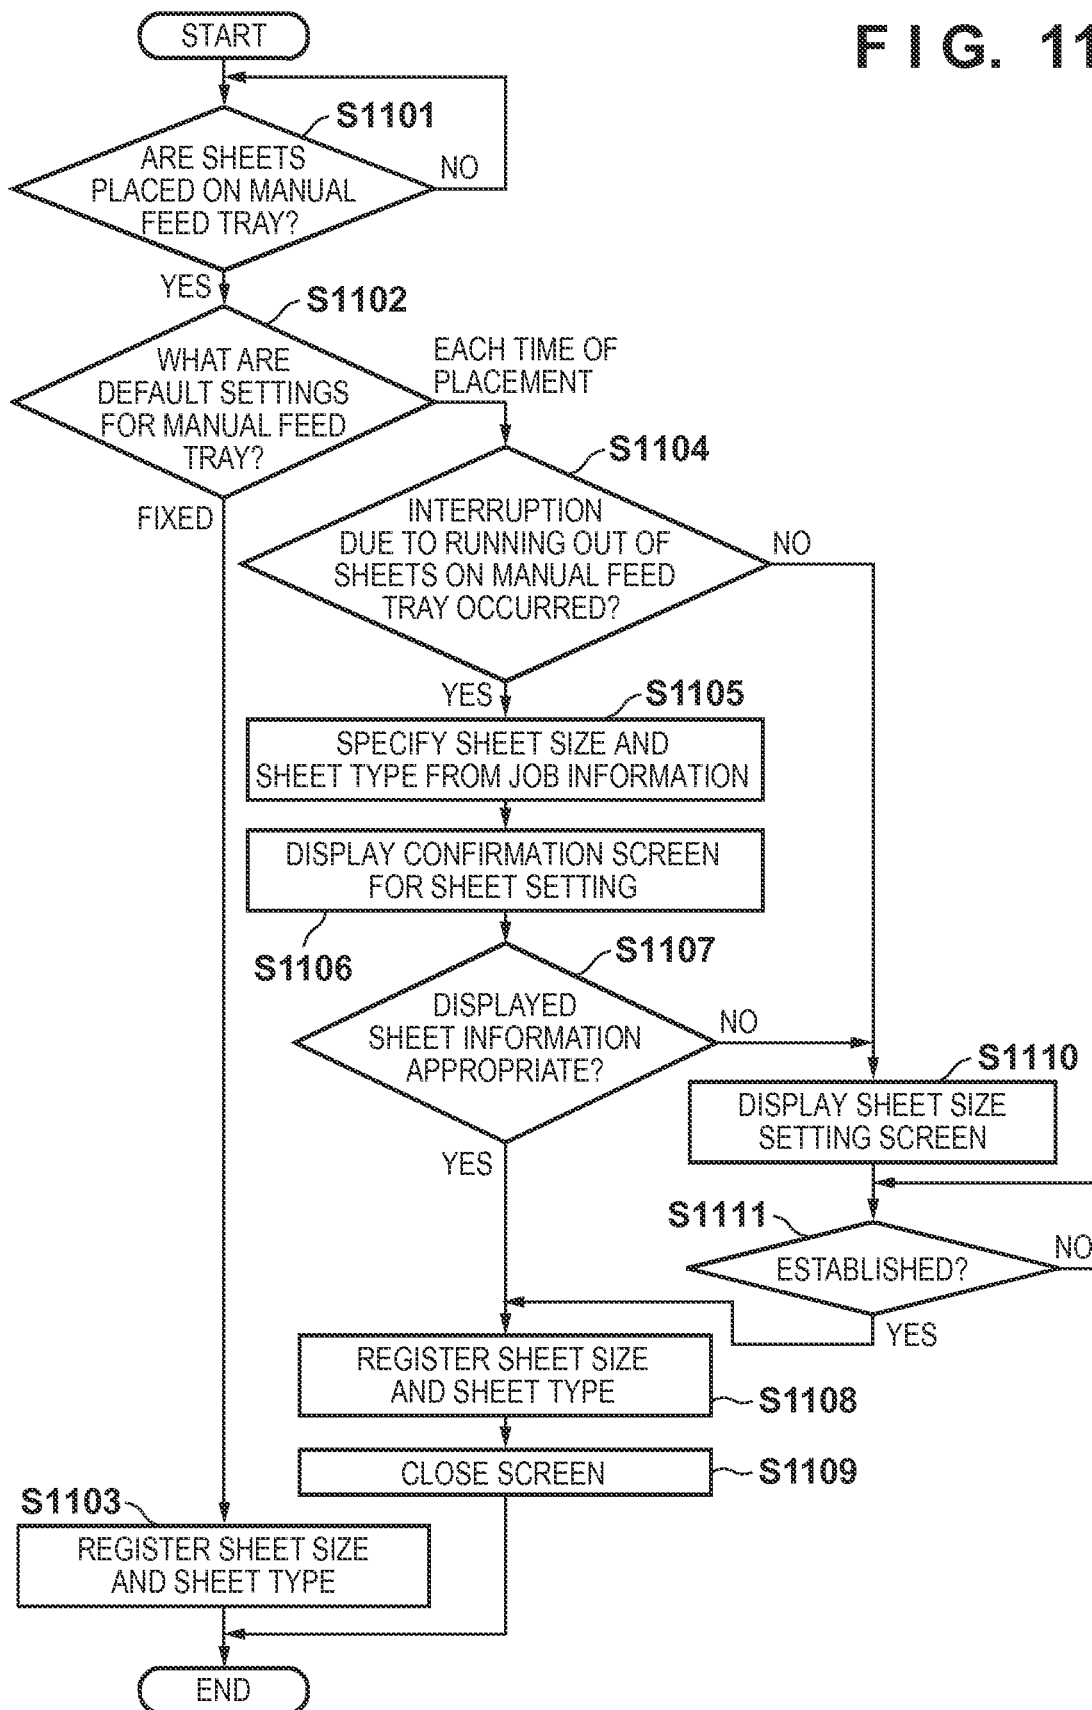 START
F I G. 11
S1101
ARE SHEETS
PLACED ON MANUAL
FEED TRAY?
NO
YES
S1102
WHAT ARE
DEFAULT SETTINGS
FOR MANUAL FEED
TRAY?
EACH TIME OF
PLACEMENT
FIXED
S1104
INTERRUPTION
DUE TO RUNNING OUT OF
SHEETS ON MANUAL FEED
TRAY OCCURRED?
NO
YES
S1105
SPECIFY SHEET SIZE AND
SHEET TYPE FROM JOB INFORMATION
DISPLAY CONFIRMATION SCREEN
FOR SHEET SETTING
S1106
S1107
DISPLAYED
SHEET INFORMATION
APPROPRIATE?
NO
YES
S1110
DISPLAY SHEET SIZE
SETTING SCREEN
S1111
ESTABLISHED?
NO
YES
REGISTER SHEET SIZE
AND SHEET TYPE
S1108
CLOSE SCREEN
S1109
S1103
REGISTER SHEET SIZE
AND SHEET TYPE
END